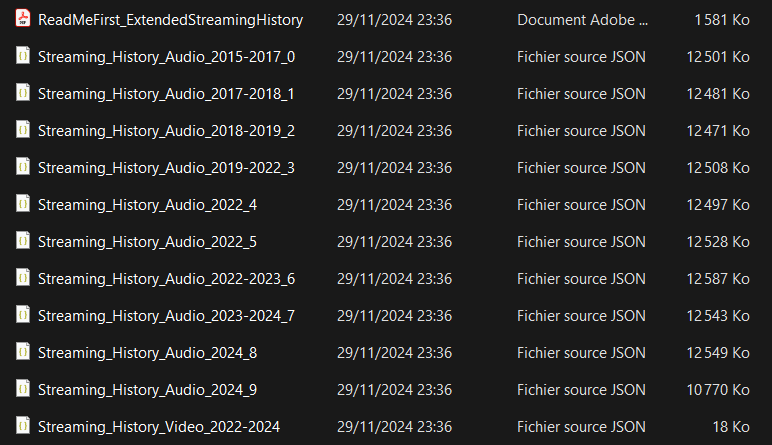 ReadMeFirst_ExtendedStreamingHistory 29/11/2024 23:36 Document Adobe ... 1 581 Ko
Streaming_History_Audio_2015-2017_0 29/11/2024 23:36 Fichier source JSON 12 501 Ko
Streaming_History_Audio_2017-2018_1 29/11/2024 23:36 Fichier source JSON 12 481 Ko
Streaming_History_Audio_2018-2019_2 29/11/2024 23:36 Fichier source JSON 12 471 Ko
Streaming_History_Audio_2019-2022_3 29/11/2024 23:36 Fichier source JSON 12 508 Ko
Streaming_History_Audio_2022_4 29/11/2024 23:36 Fichier source JSON 12 497 Ko
Streaming_History_Audio_2022_5 29/11/2024 23:36 Fichier source JSON 12 528 Ko
Streaming_History_Audio_2022-2023_6 29/11/2024 23:36 Fichier source JSON 12 587 Ko
Streaming_History_Audio_2023-2024_7 29/11/2024 23:36 Fichier source JSON 12 543 Ko
Streaming_History_Audio_2024_8 29/11/2024 23:36 Fichier source JSON 12 549 Ko
Streaming_History_Audio_2024_9 29/11/2024 23:36 Fichier source JSON 10 770 Ko
Streaming_History_Video_2022-2024 29/11/2024 23:36 Fichier source JSON 18 Ko